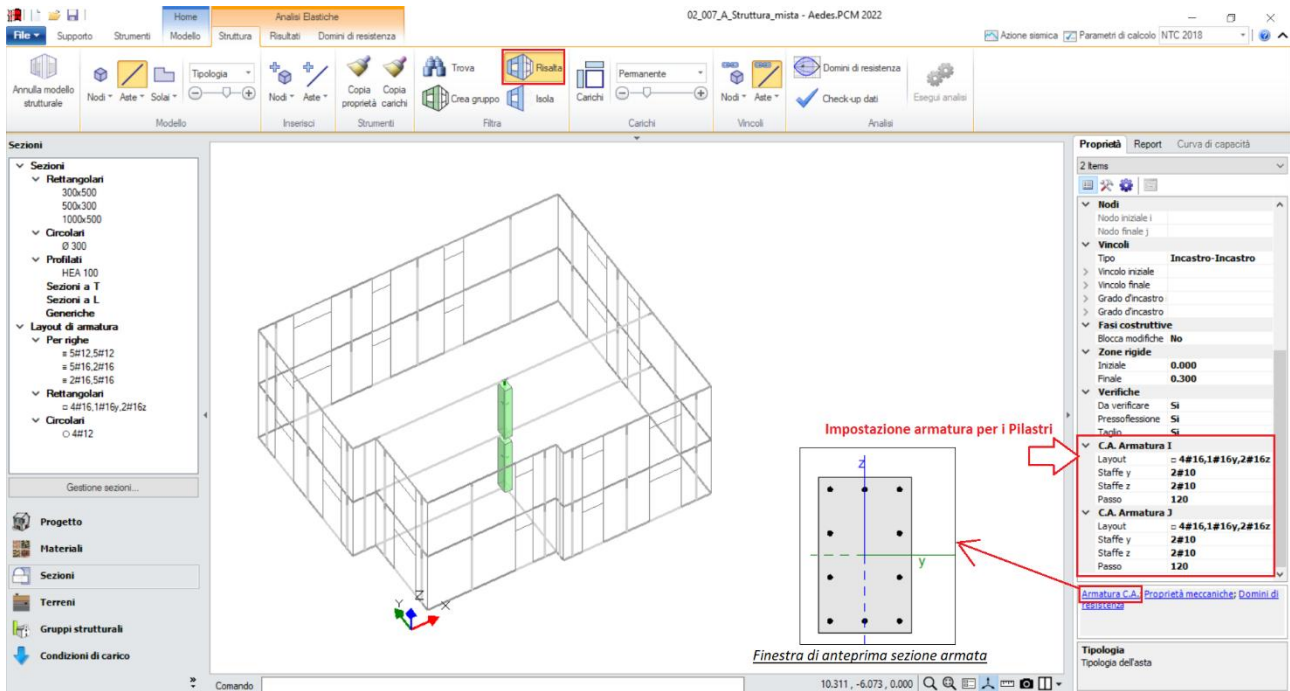 02_007_A_Struttura_mista - Aedes.PCM 2022
Home
Analisi Elastiche
File
Supporto
Strumenti
Modello
Struttura
Risultati
Domini di resistenza
Azione sismica
Parametri di calcolo
NTC 2018
Annulla modello
strutturale
Nodi
Aste
Solai
Tipologia
Modello
Nodi
Aste
Inserisci
Copia
proprietà
Copia
carichi
Strumenti
Trova
Risalta
Crea gruppo
Isola
Filtra
Carichi
Permanente
Carichi
Nodi
Aste
Vincoli
Domini di resistenza
Check-up dati
Esegui analisi
Analisi
Sezioni
Sezioni
Rettangolari
300x500
500x300
1000x500
Circolari
Ø 300
Profilati
HEA 100
Sezioni a T
Sezioni a L
Generiche
Layout di armatura
Per righe
5#12,5#12
5#16,2#16
2#16,5#16
Rettangolari
4#16,1#16y,2#16z
Circolari
4#12
Gestione sezioni...
Progetto
Materiali
Sezioni
Terreni
Gruppi strutturali
Condizioni di carico
Y
Z
X
Impostazione armatura per i Pilastri
z
y
Finestra di anteprima sezione armata
Comando
10.311 , -6.073 , 0.000
Proprietà
Report
Curva di capacità
2 Items
Nodi
Nodo iniziale i
Nodo finale j
Vincoli
Tipo Incastro-Incastro
Vincolo iniziale
Vincolo finale
Grado d'incastro
Grado d'incastro
Fasi costruttive
Blocca modifiche No
Zone rigide
Iniziale 0.000
Finale 0.300
Verifiche
Da verificare Sì
Pressoflessione Sì
Taglio Sì
C.A. Armatura I
Layout 4#16,1#16y,2#16z
Staffe y 2#10
Staffe z 2#10
Passo 120
C.A. Armatura J
Layout 4#16,1#16y,2#16z
Staffe y 2#10
Staffe z 2#10
Passo 120
Armatura C.A.; Proprietà meccaniche; Domini di
resistenza
Tipologia
Tipologia dell'asta